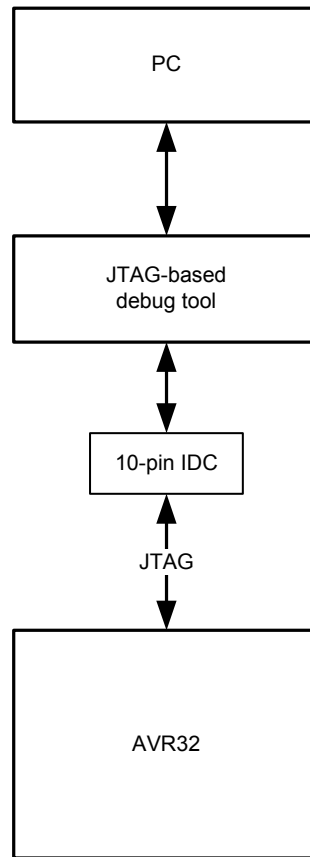 PC
JTAG-based
debug tool
10-pin IDC
JTAG
AVR32